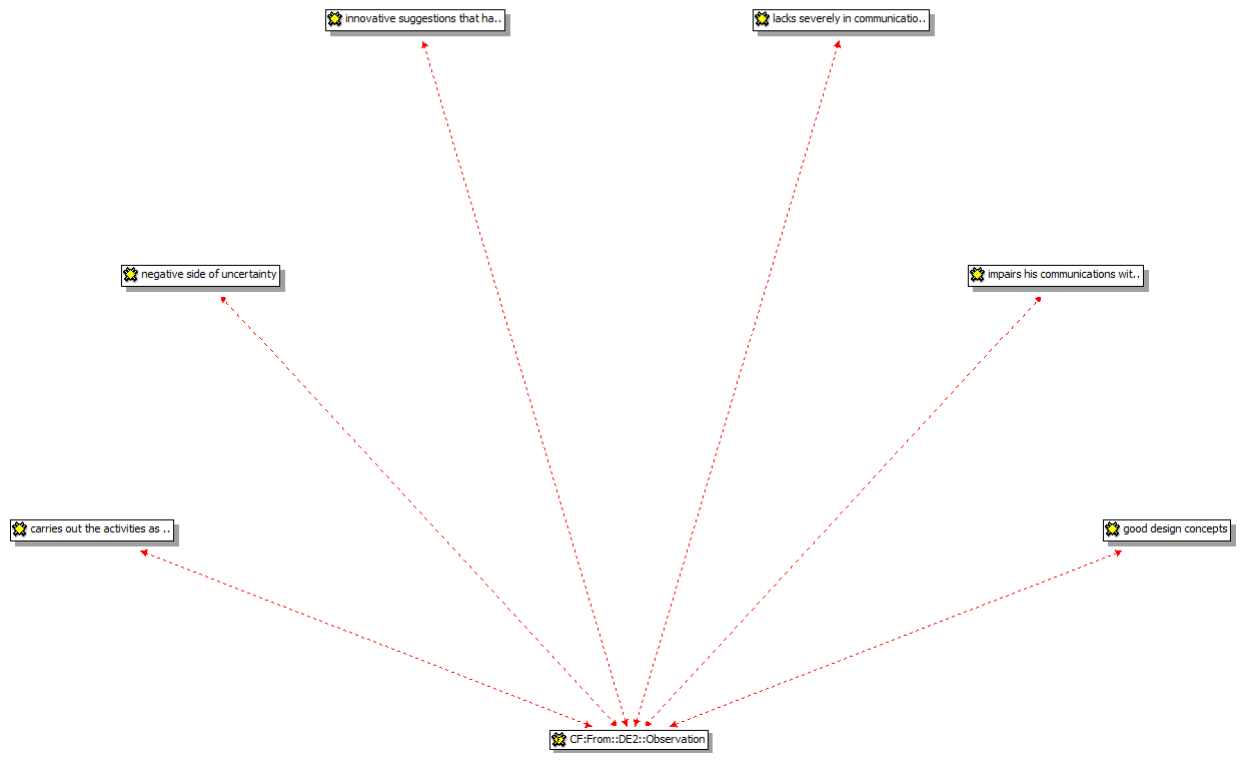 innovative suggestions that ha..
lacks severely in communicatio..
negative side of uncertainty
impairs his communications wit..
carries out the activities as ..
good design concepts
CF:From::DE2::Observation